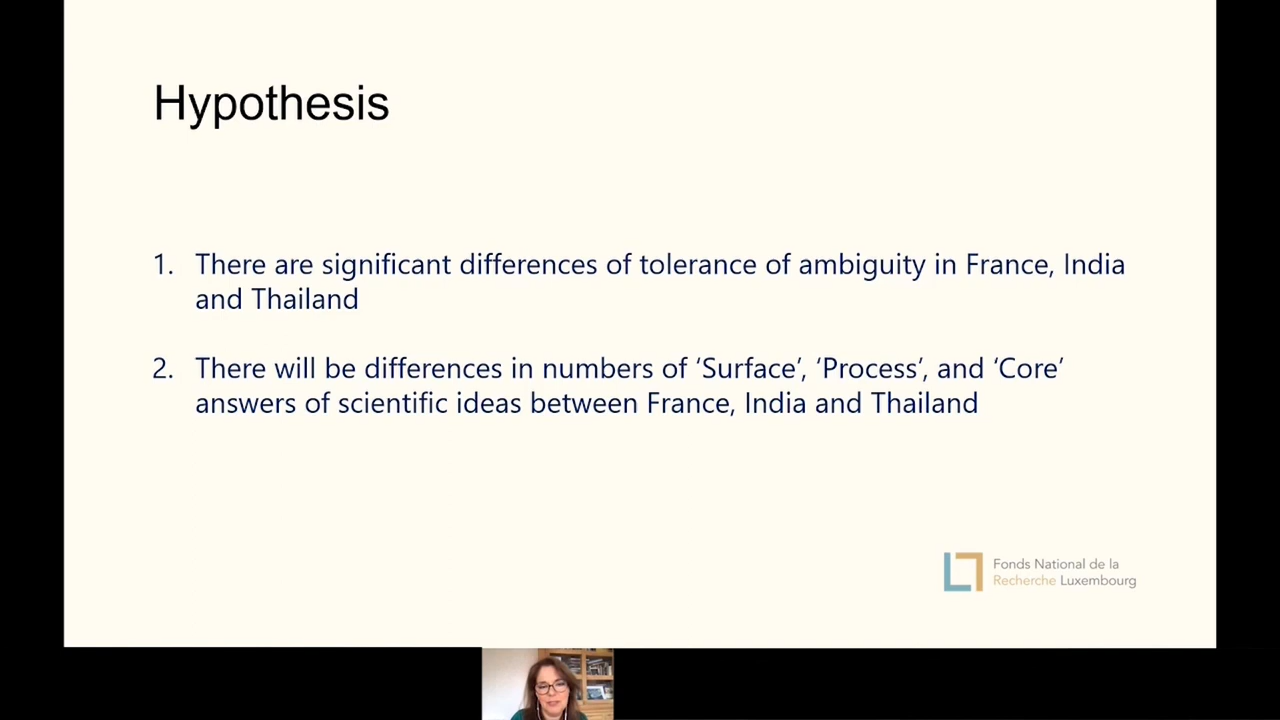 Hypothesis
1. There are significant differences of tolerance of ambiguity in France, India
and Thailand
2. There will be differences in numbers of ‘Surface’, ‘Process’, and ‘Core’
answers of scientific ideas between France, India and Thailand
Fonds National de la
Recherche Luxembourg